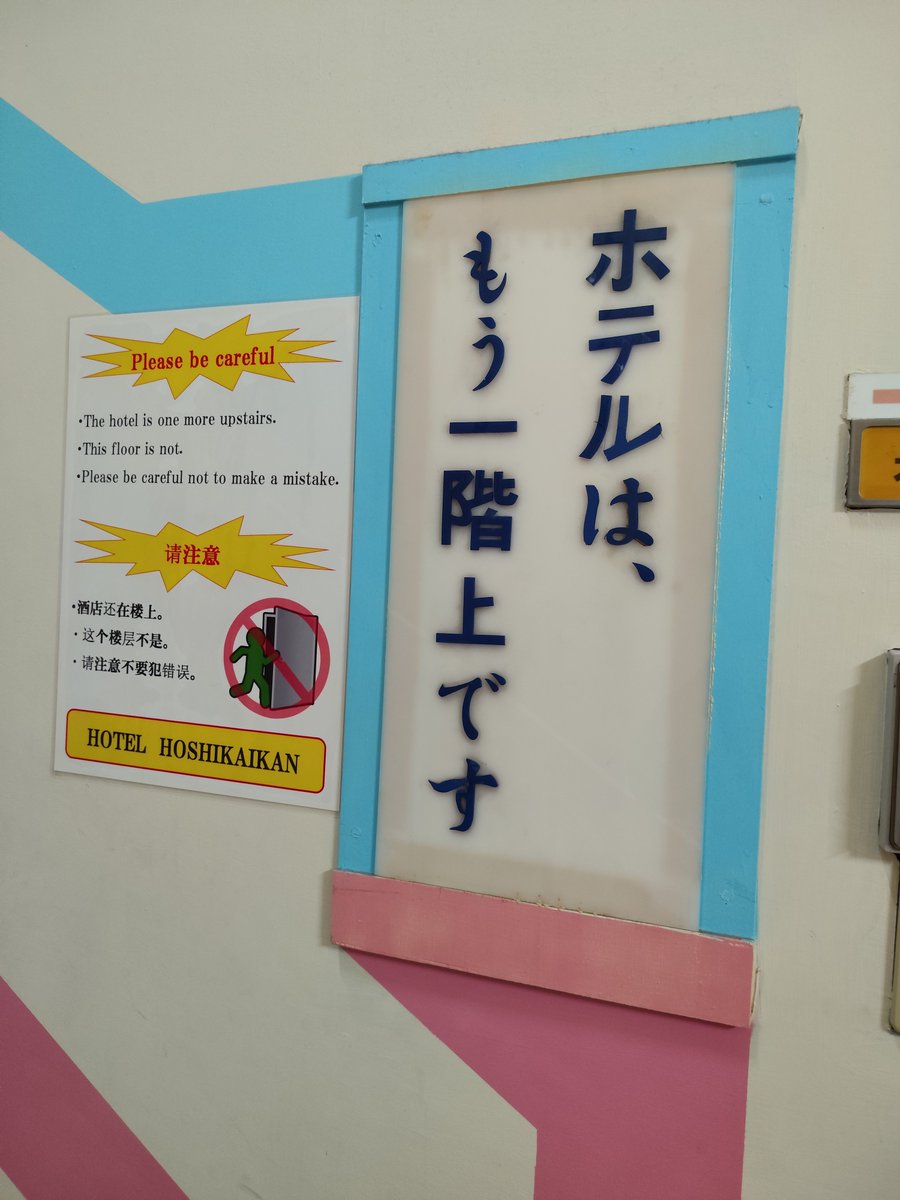 Please be careful
・The hotel is one more upstairs.
・This floor is not.
・Please be careful not to make a mistake.
请注意
・酒店还在楼上。
・这个楼层不是。
・请注意不要犯错误。
HOTEL HOSHIKAIKAN
ホテルは、
もう一階上です